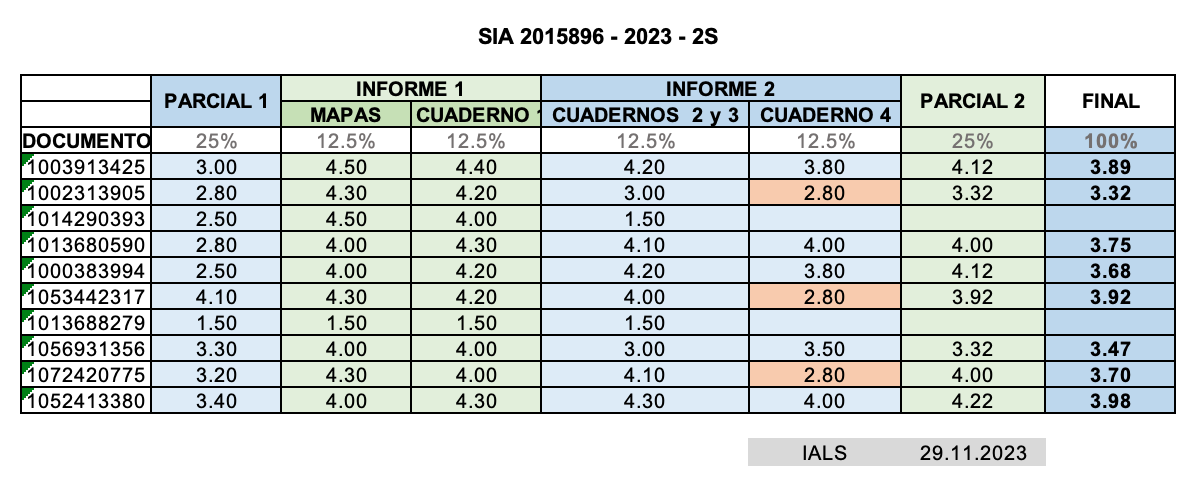 SIA 2015896 - 2023 - 2S
PARCIAL 1 INFORME 1 INFORME 2 PARCIAL 2 FINAL
MAPAS CUADERNO 1 CUADERNOS 2 y 3 CUADERNO 4
DOCUMENTO 25% 12.5% 12.5% 12.5% 12.5% 25% 100%
1003913425 3.00 4.50 4.40 4.20 3.80 4.12 3.89
1002313905 2.80 4.30 4.20 3.00 2.80 3.32 3.32
1014290393 2.50 4.50 4.00 1.50
1013680590 2.80 4.00 4.30 4.10 4.00 4.00 3.75
1000383994 2.50 4.00 4.20 4.20 3.80 4.12 3.68
1053442317 4.10 4.30 4.20 4.00 2.80 3.92 3.92
1013688279 1.50 1.50 1.50 1.50
1056931356 3.30 4.00 4.00 3.00 3.50 3.32 3.47
1072420775 3.20 4.30 4.00 4.10 2.80 4.00 3.70
1052413380 3.40 4.00 4.30 4.30 4.00 4.22 3.98
IALS 29.11.2023